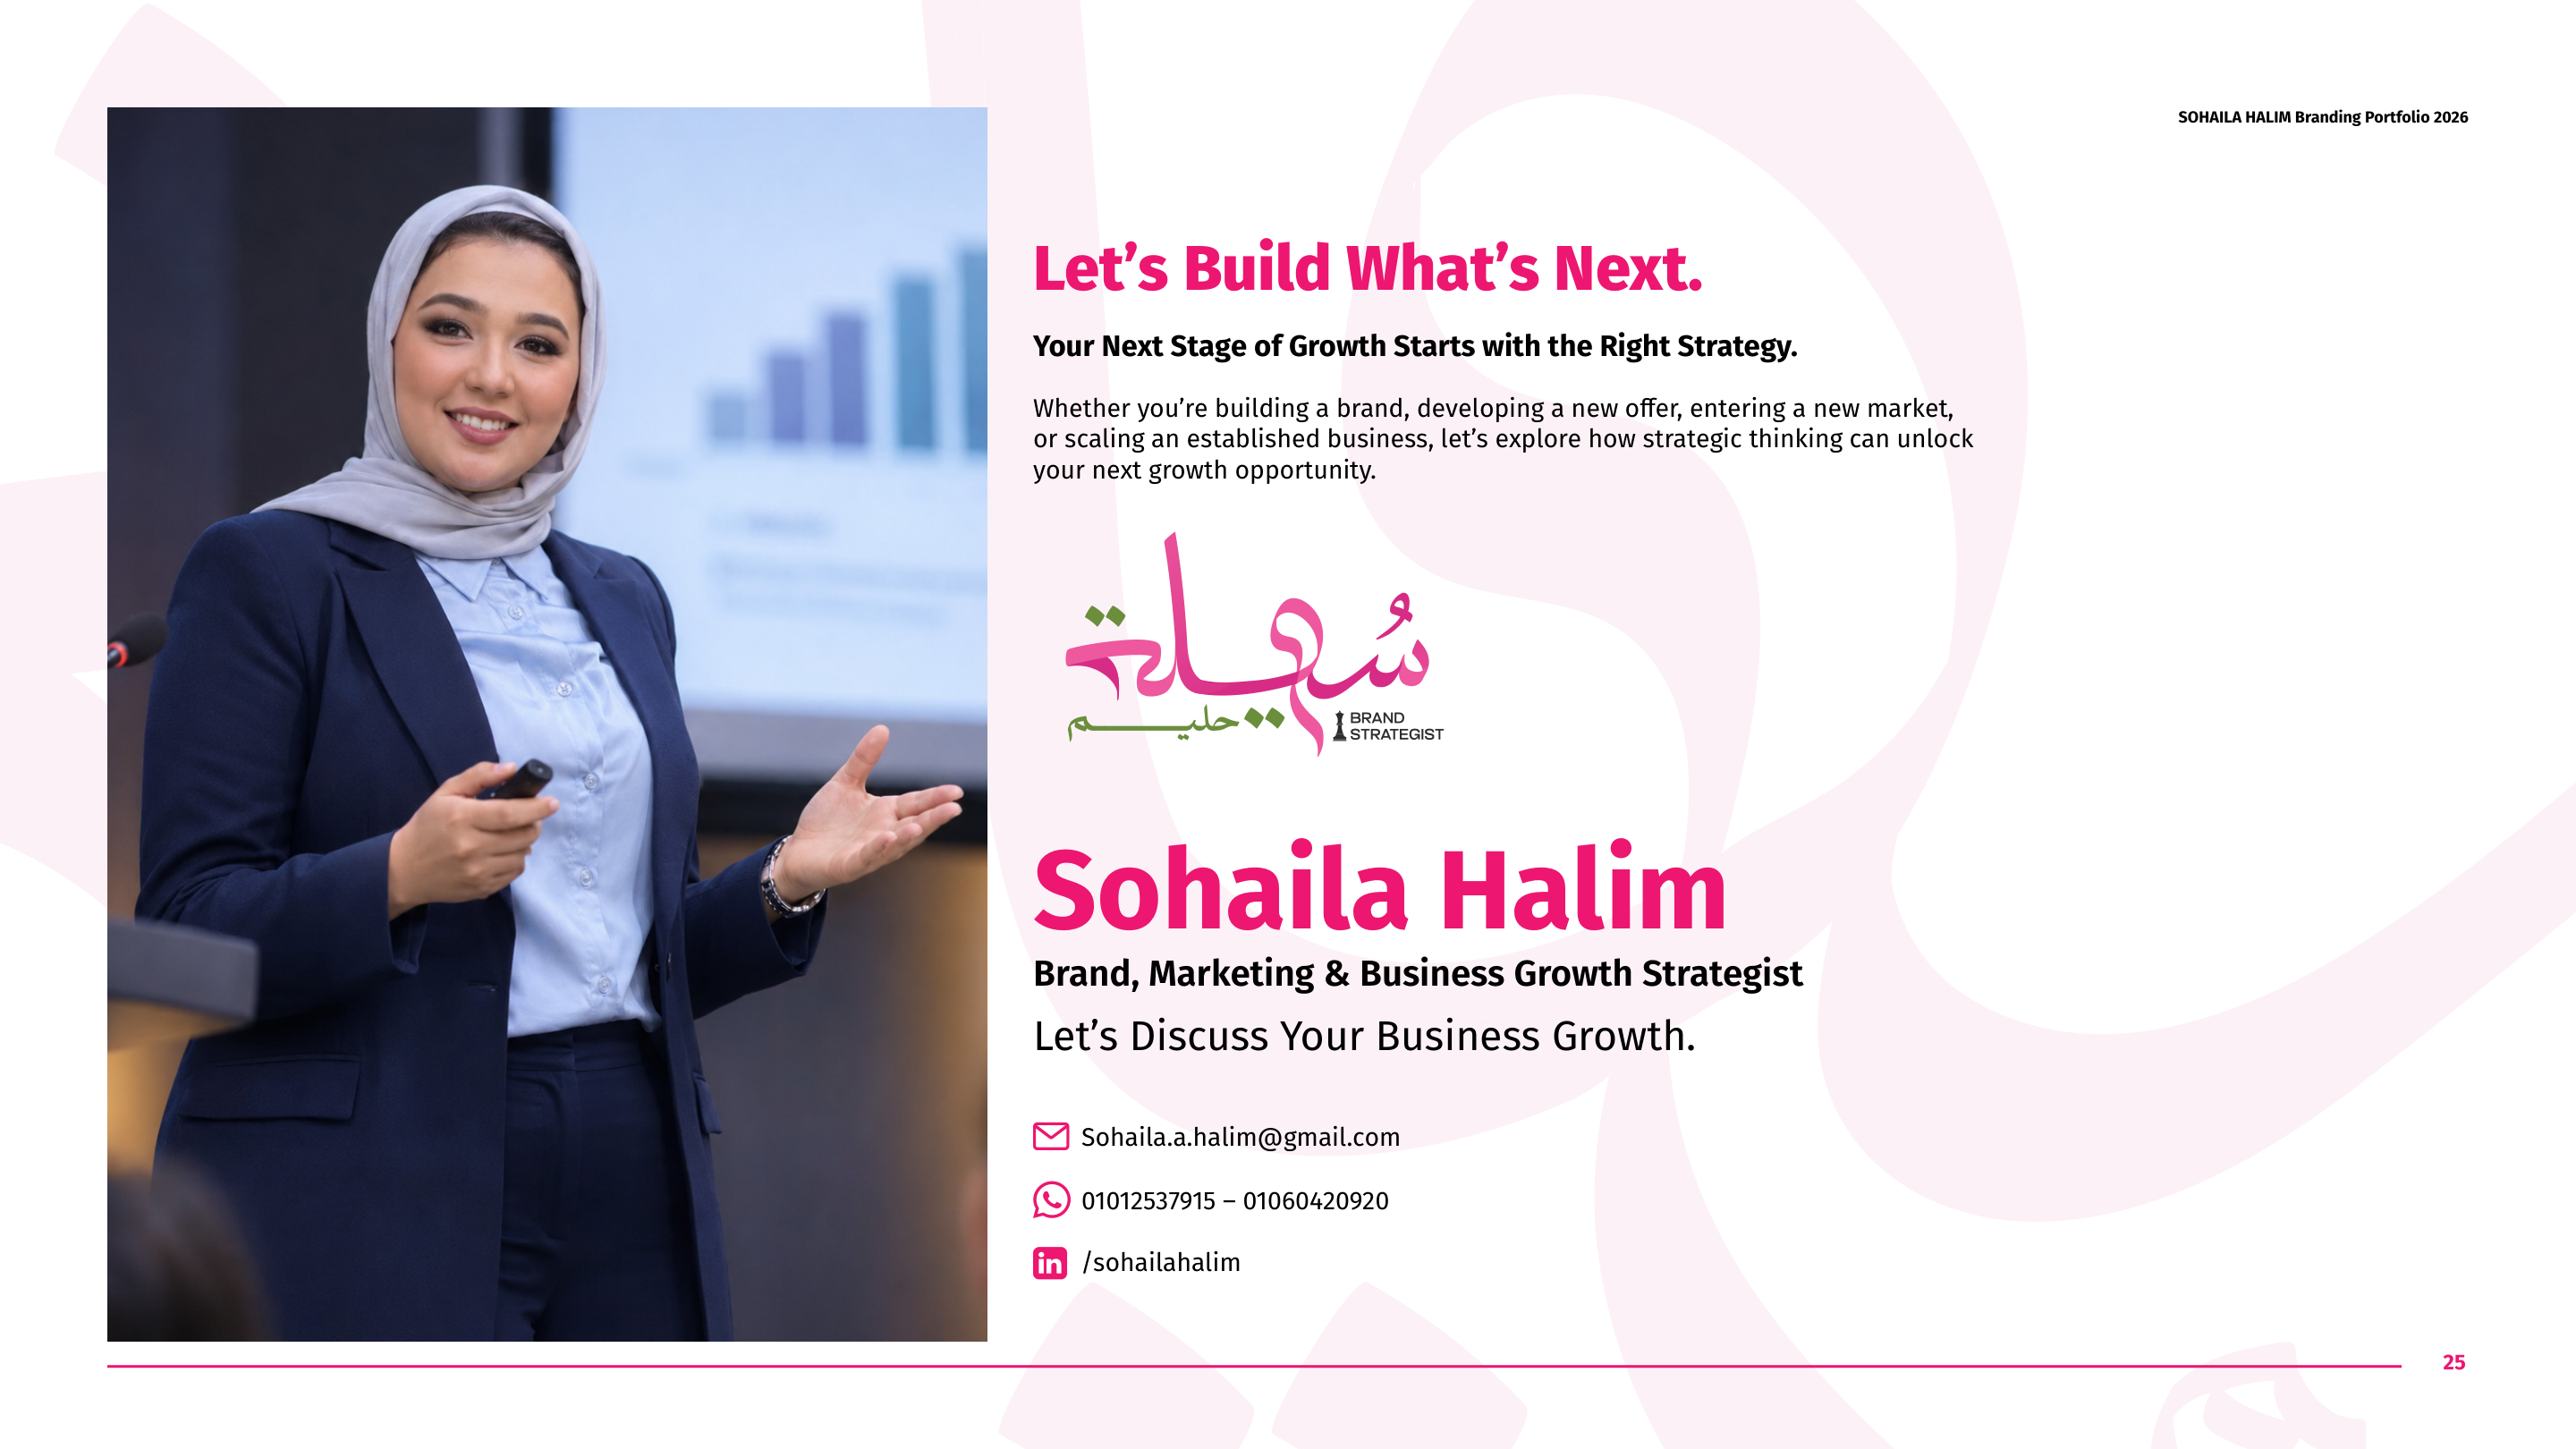 SOHAILA HALIM Branding Portfolio 2026
Let’s Build What’s Next.
Your Next Stage of Growth Starts with the Right Strategy.
Whether you’re building a brand, developing a new offer, entering a new market,
or scaling an established business, let’s explore how strategic thinking can unlock
your next growth opportunity.
سُهيلة
حليم
BRAND
STRATEGIST
Sohaila Halim
Brand, Marketing & Business Growth Strategist
Let’s Discuss Your Business Growth.
Sohaila.a.halim@gmail.com
01012537915 – 01060420920
in /sohailahalim
25